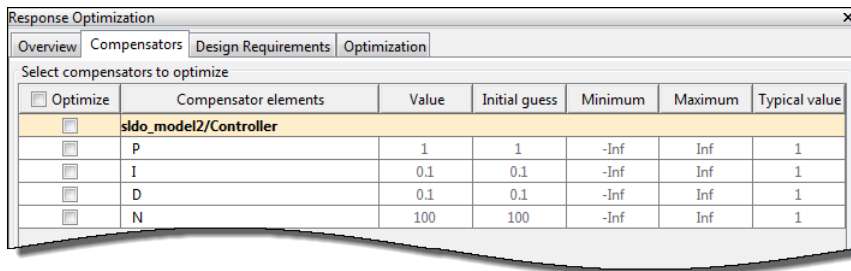 Response Optimization x
Overview Compensators Design Requirements Optimization
Select compensators to optimize
Optimize Compensator elements Value Initial guess Minimum Maximum Typical value
sldo_model2/Controller
P 1 1 -Inf Inf 1
I 0.1 0.1 -Inf Inf 1
D 0.1 0.1 -Inf Inf 1
N 100 100 -Inf Inf 1